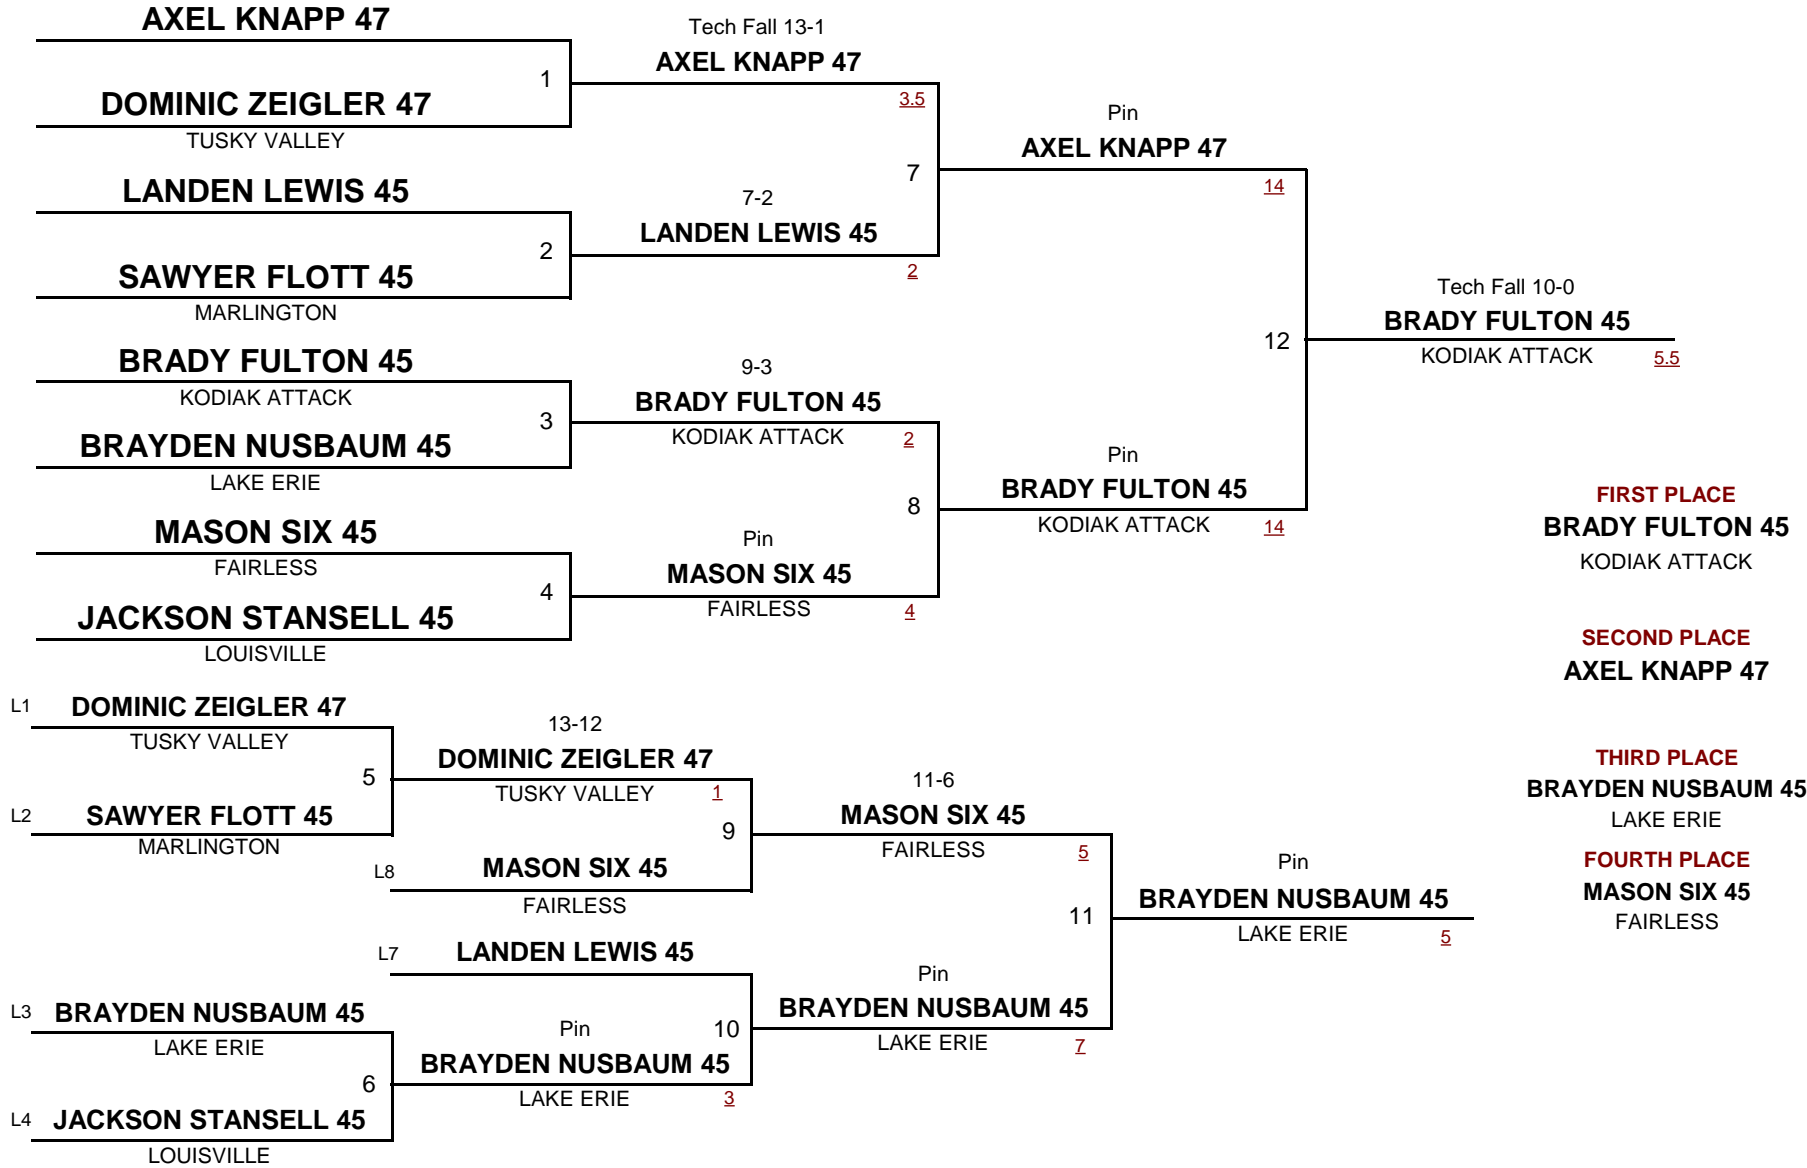 AXEL KNAPP 47
Tech Fall 13-1
AXEL KNAPP 47
1
DOMINIC ZEIGLER 47
3.5
TUSKY VALLEY
Pin
AXEL KNAPP 47
LANDEN LEWIS 45
7
14
7-2
LANDEN LEWIS 45
2
SAWYER FLOTT 45
2
MARLINGTON
Tech Fall 10-0
BRADY FULTON 45
12
KODIAK ATTACK
5.5
BRADY FULTON 45
KODIAK ATTACK
9-3
BRADY FULTON 45
3
KODIAK ATTACK
2
BRAYDEN NUSBAUM 45
LAKE ERIE
Pin
BRADY FULTON 45
8
KODIAK ATTACK
14
FIRST PLACE
BRADY FULTON 45
KODIAK ATTACK
MASON SIX 45
FAIRLESS
Pin
MASON SIX 45
4
FAIRLESS
4
JACKSON STANSELL 45
LOUISVILLE
SECOND PLACE
AXEL KNAPP 47
L1
DOMINIC ZEIGLER 47
TUSKY VALLEY
13-12
DOMINIC ZEIGLER 47
5
TUSKY VALLEY
1
THIRD PLACE
BRAYDEN NUSBAUM 45
LAKE ERIE
L2
SAWYER FLOTT 45
MARLINGTON
11-6
MASON SIX 45
9
FAIRLESS
5
L8
MASON SIX 45
FAIRLESS
FOURTH PLACE
MASON SIX 45
FAIRLESS
Pin
BRAYDEN NUSBAUM 45
11
LAKE ERIE
5
L7
LANDEN LEWIS 45
Pin
BRAYDEN NUSBAUM 45
LAKE ERIE
7
L3
BRAYDEN NUSBAUM 45
LAKE ERIE
Pin
10
BRAYDEN NUSBAUM 45
6
LAKE ERIE
3
L4
JACKSON STANSELL 45
LOUISVILLE